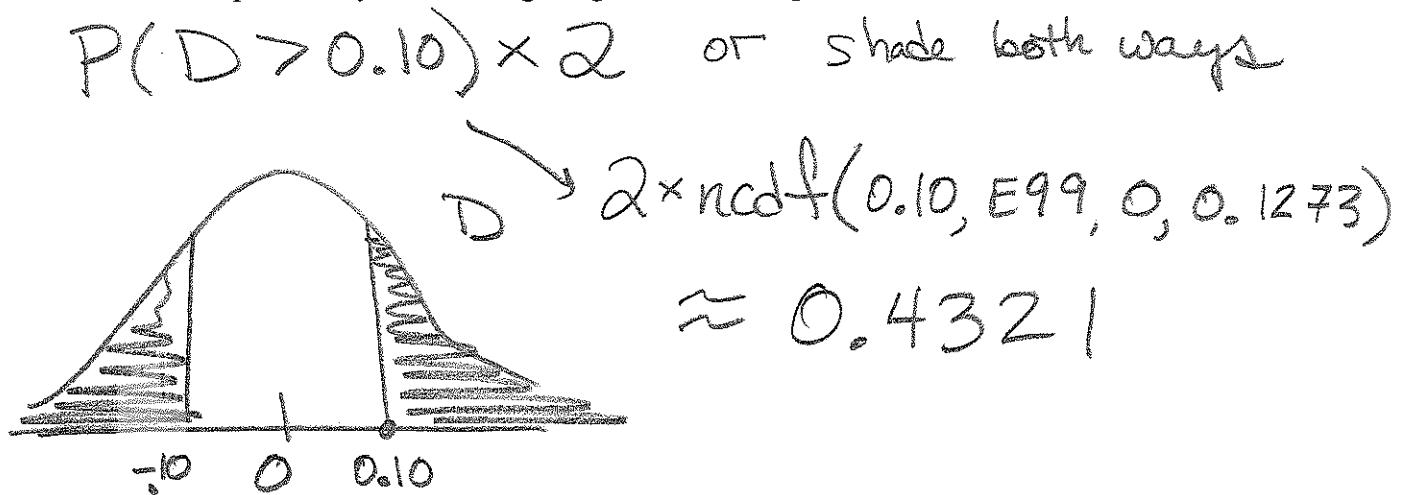 P(D > 0.10) × 2 or shade both ways
D
2×ncdf(0.10, E99, 0, 0.1273)
≈ 0.4321
-.10 0 0.10